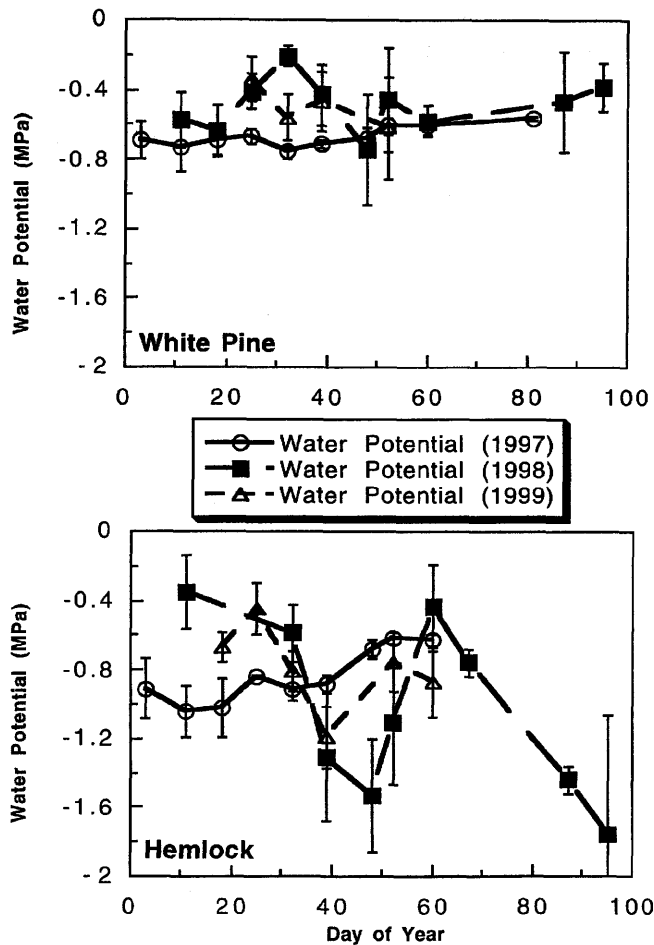 0
-0.4
-0.8
-1.2
-1.6
-2
Water Potential (MPa)
White Pine
0 20 40 60 80 100
Water Potential (1997)
Water Potential (1998)
Water Potential (1999)
0
-0.4
-0.8
-1.2
-1.6
-2
Water Potential (MPa)
Hemlock
0 20 40 60 80 100
Day of Year